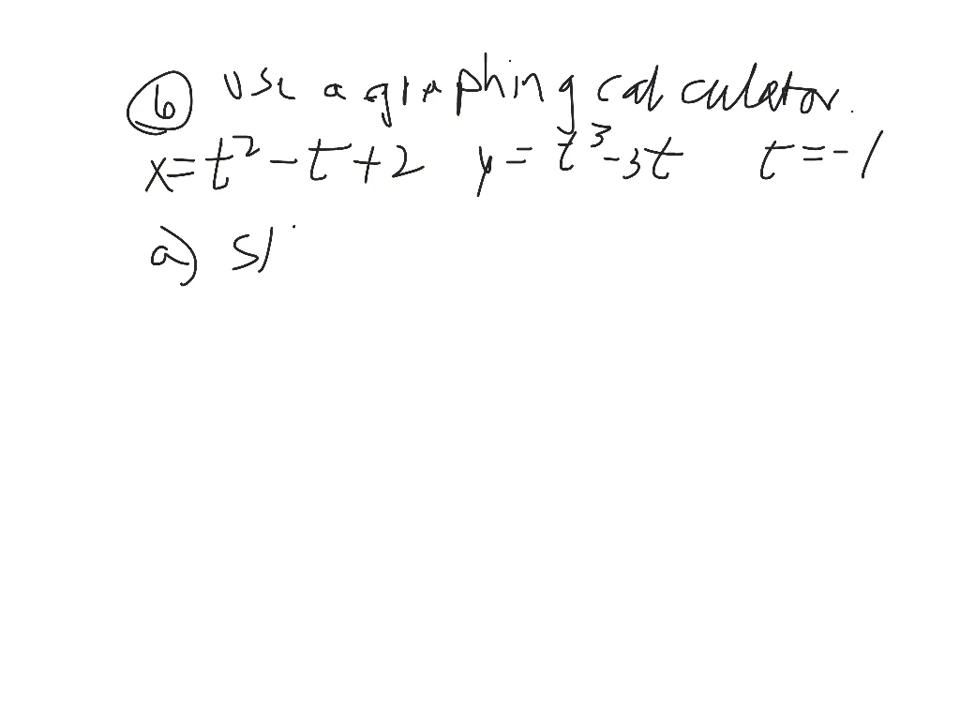 ⑥ use a graphing calculator.
x=t²-t+2 y=t³-3t t=-1
a) sl